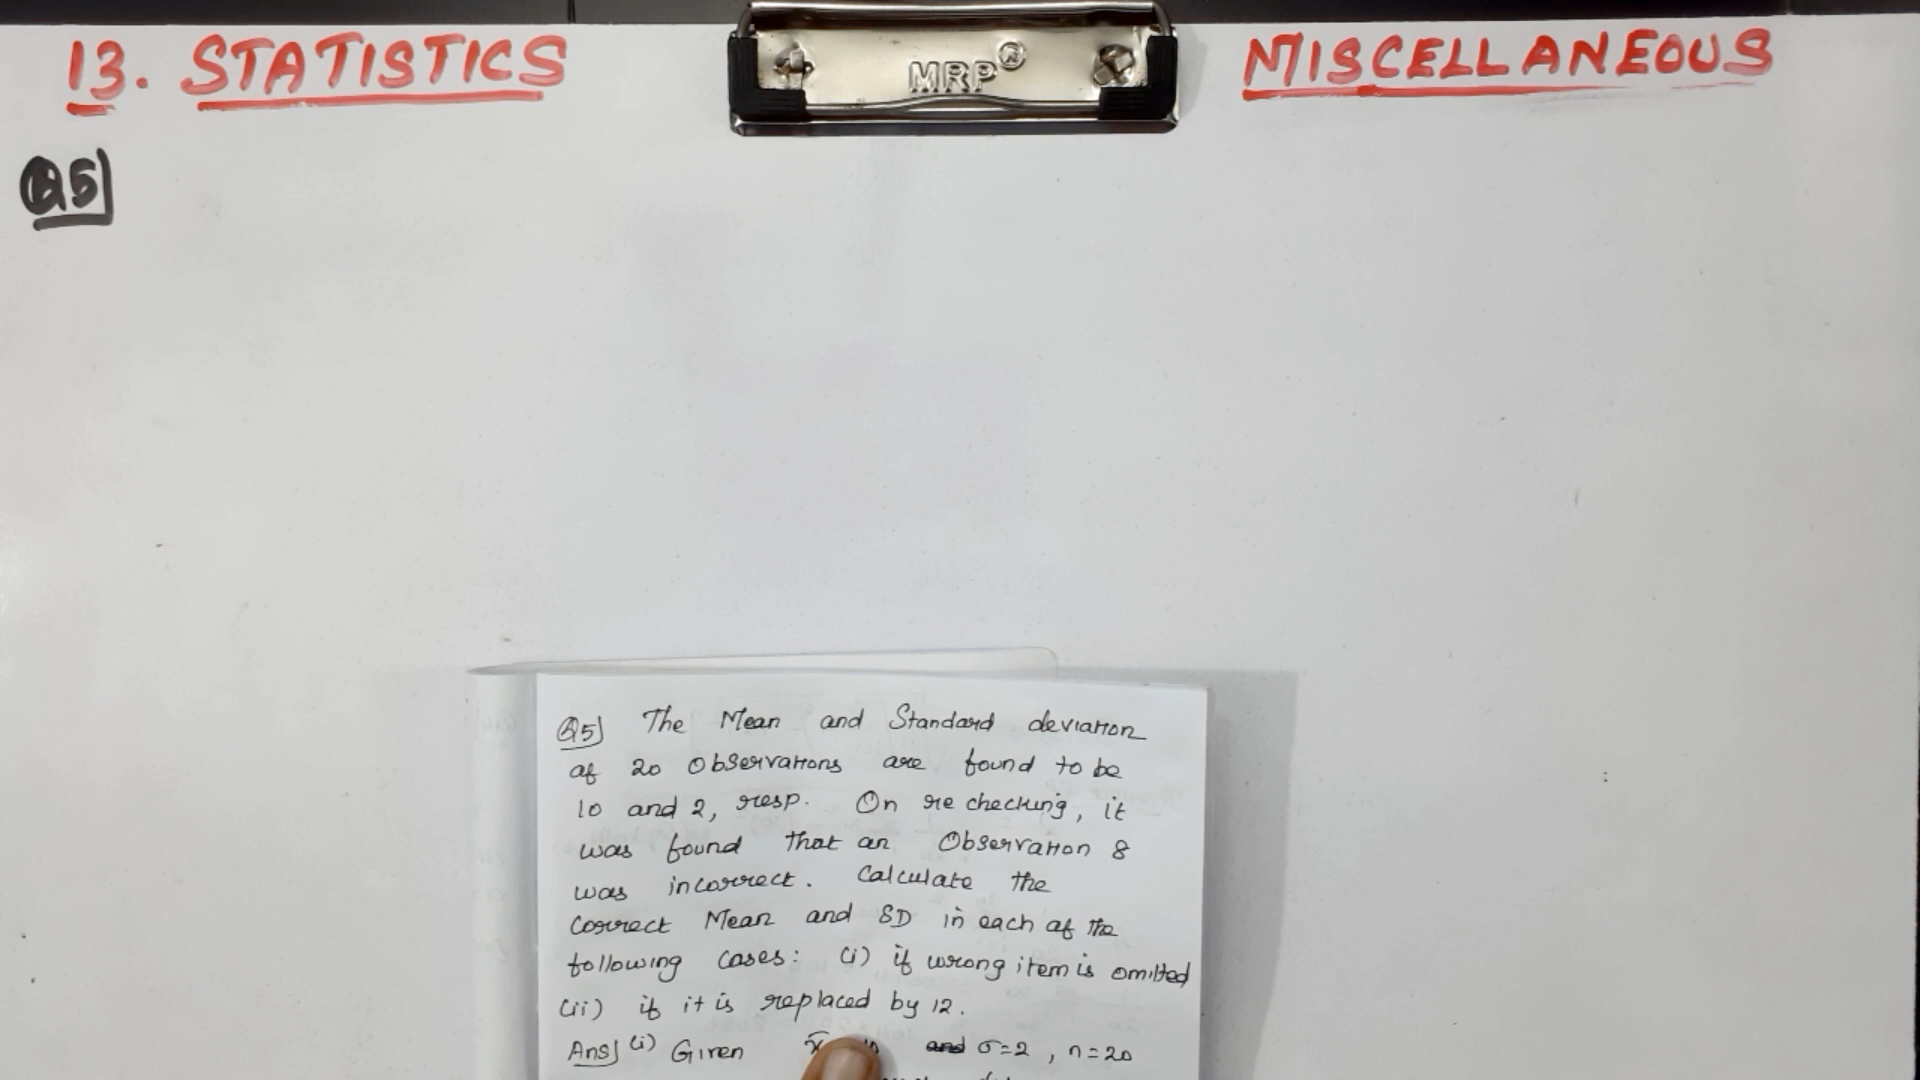 13. STATISTICS
MRP®
MISCELLANEOUS
Q5]
Q5] The Mean and Standard deviation
of 20 Observations are found to be
10 and 2, resp. On rechecking, it
was found that an Observation 8
was incorrect. Calculate the
correct Mean and SD in each of the
following cases: (i) if wrong item is omitted
(ii) if it is replaced by 12.
Ans] (i) Given σ=2, n=20